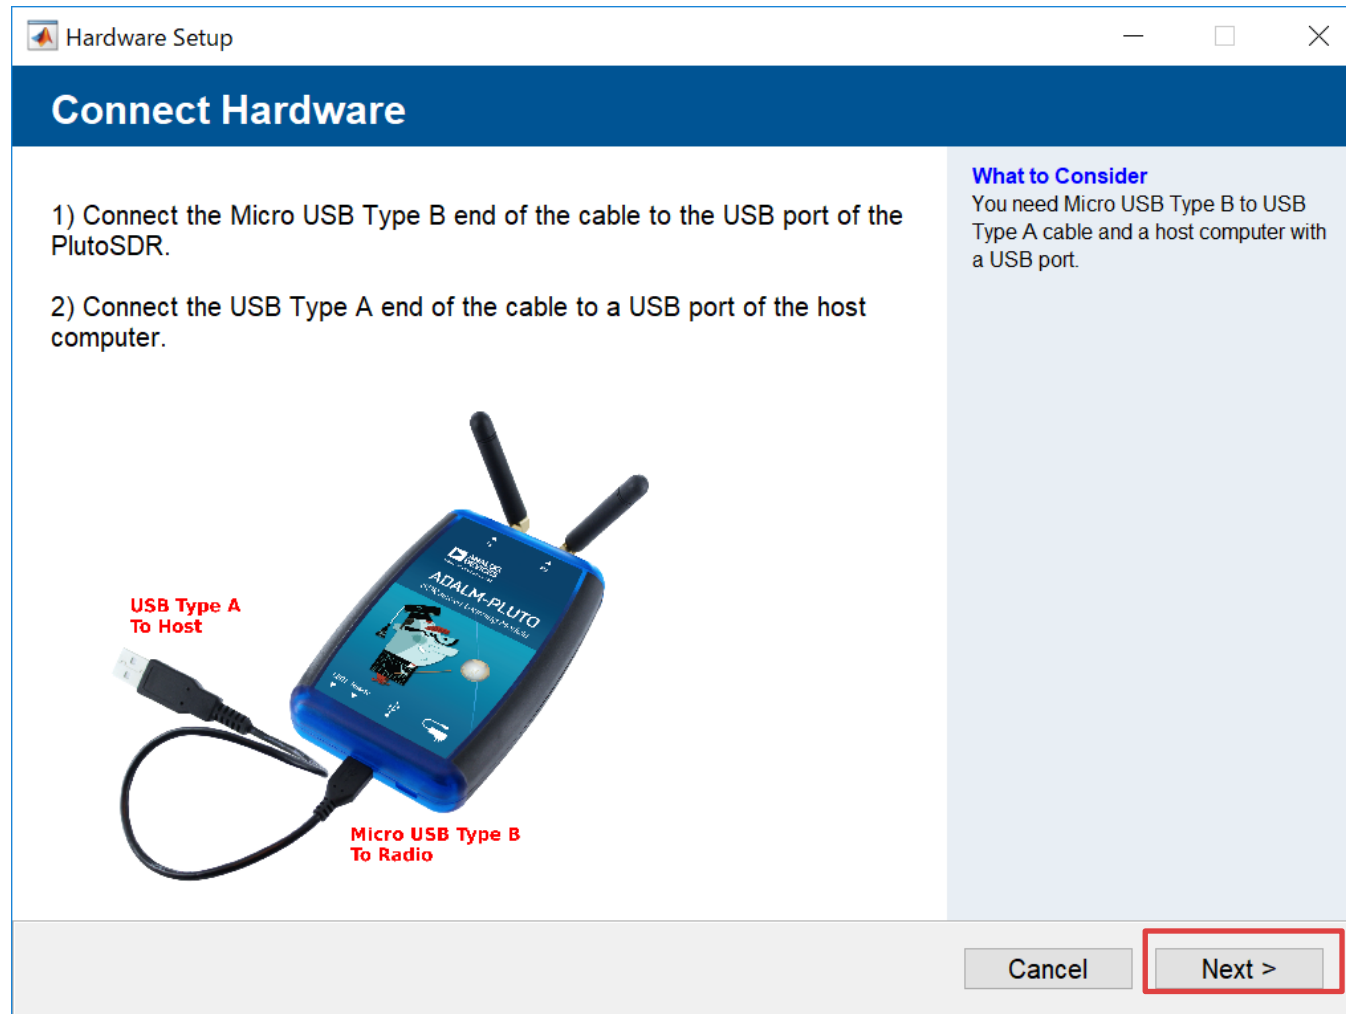 Hardware Setup
Connect Hardware
1) Connect the Micro USB Type B end of the cable to the USB port of the
PlutoSDR.
2) Connect the USB Type A end of the cable to a USB port of the host
computer.
What to Consider
You need Micro USB Type B to USB
Type A cable and a host computer with
a USB port.
ANALOG
DEVICES
ADALM-PLUTO
USB Type A
To Host
Micro USB Type B
To Radio
Cancel
Next >